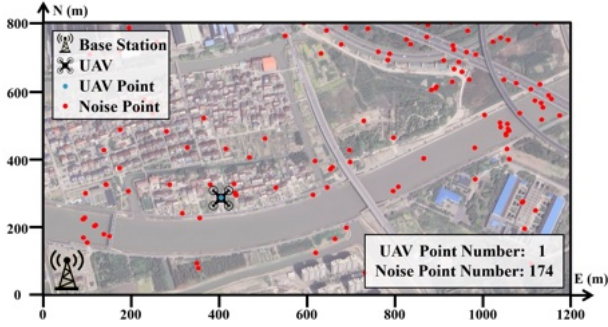 N (m)
800
Base Station
UAV
UAV Point
Noise Point
600
400
200
UAV Point Number: 1
Noise Point Number: 174
E (m)
0
0
200
400
600
800
1000
1200